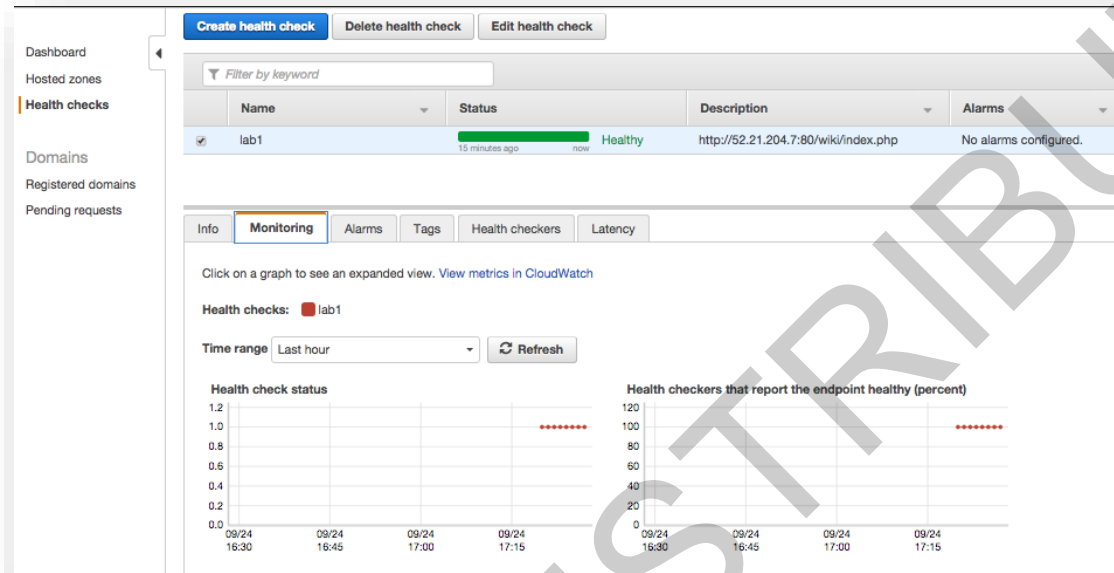 Create health check Delete health check Edit health check
Dashboard
Hosted zones
Health checks
Domains
Registered domains
Pending requests
Filter by keyword
Name Status Description Alarms
lab1 15 minutes ago now Healthy http://52.21.204.7:80/wiki/index.php No alarms configured.
Info Monitoring Alarms Tags Health checkers Latency
Click on a graph to see an expanded view. View metrics in CloudWatch
Health checks: lab1
Time range Last hour Refresh
Health check status
1.2
1.0
0.8
0.6
0.4
0.2
0.0
09/24 09/24 09/24 09/24
16:30 16:45 17:00 17:15
Health checkers that report the endpoint healthy (percent)
120
100
80
60
40
20
0
09/24 09/24 09/24 09/24
16:30 16:45 17:00 17:15
STRIBU